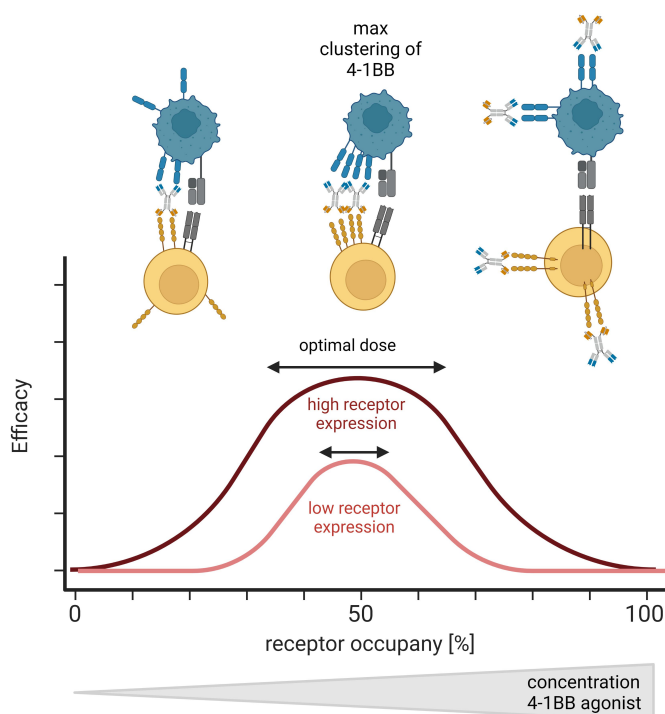 max
clustering of
4-1BB
optimal dose
high receptor
expression
low receptor
expression
Efficacy
0
50
100
receptor occupany [%]
concentration
4-1BB agonist